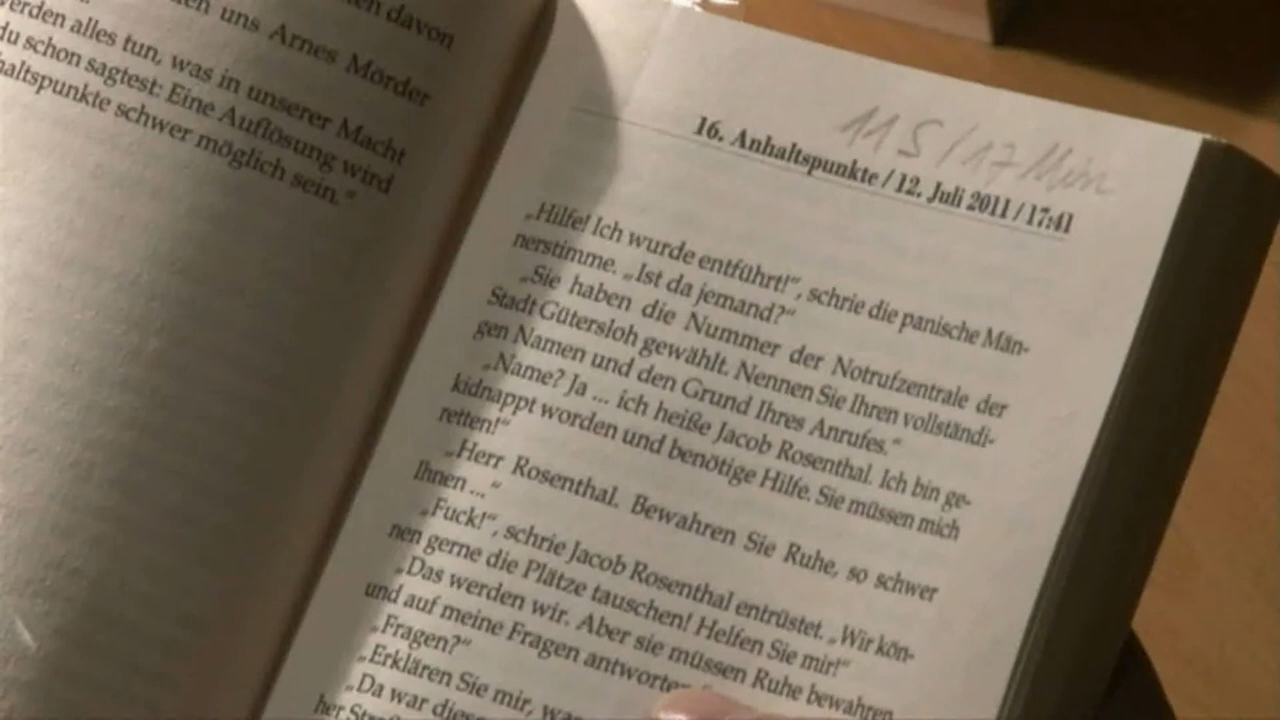 davon
uns Arnes Mörder
erden alles tun, was in unserer Macht
du schon sagtest: Eine Auflösung wird
haltspunkte schwer möglich sein."
11S/17Min
16. Anhaltspunkte / 12. Juli 2011 / 17:41
„Hilfe! Ich wurde entführt!", schrie die panische Män-
nerstimme. „Ist da jemand?"
„Sie haben die Nummer der Notrufzentrale der
Stadt Gütersloh gewählt. Nennen Sie Ihren vollständi-
gen Namen und den Grund Ihres Anrufes."
„Name? Ja ... ich heiße Jacob Rosenthal. Ich bin ge-
kidnappt worden und benötige Hilfe. Sie müssen mich
retten!"
„Herr Rosenthal. Bewahren Sie Ruhe, so schwer
Ihnen ... "
„Fuck!", schrie Jacob Rosenthal entrüstet. „Wir kön-
nen gerne die Plätze tauschen! Helfen Sie mir!"
„Das werden wir. Aber sie müssen Ruhe bewahren
und auf meine Fragen antworten."
„Fragen?"
„Erklären Sie mir, was
„Da war dies
her